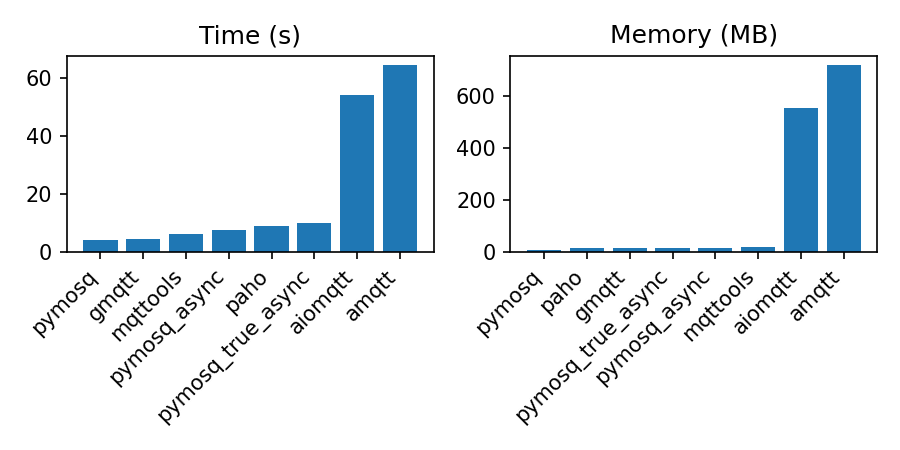 Time (s)
60
40
20
0
pymosq
gmqtt
mqttools
pymosq_async
paho
pymosq_true_async
aiomqtt
amqtt
Memory (MB)
600
400
200
0
pymosq
paho
gmqtt
pymosq_true_async
pymosq_async
mqttools
aiomqtt
amqtt